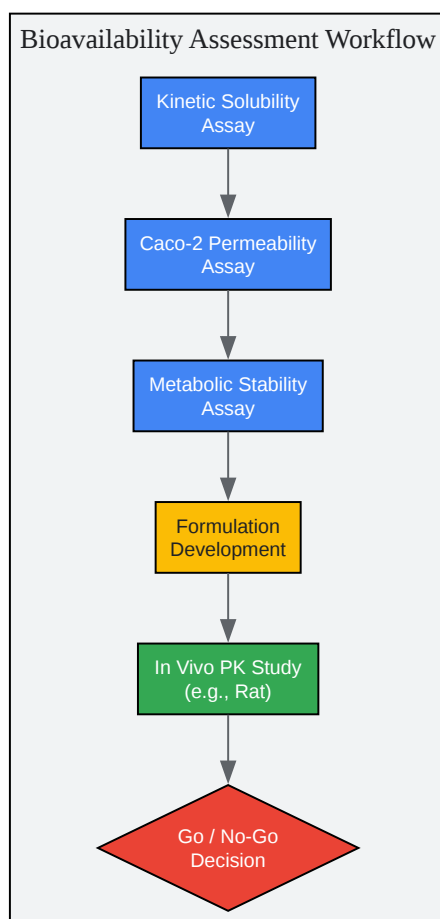 Bioavailability Assessment Workflow
Kinetic Solubility
Assay
Caco-2 Permeability
Assay
Metabolic Stability
Assay
Formulation
Development
In Vivo PK Study
(e.g., Rat)
Go / No-Go
Decision